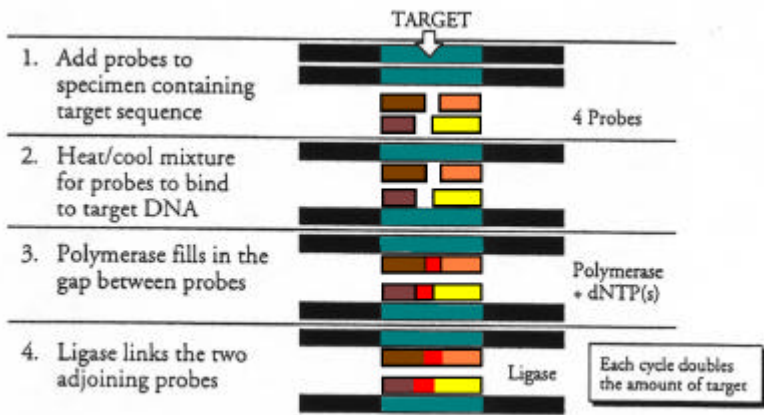 TARGET
1. Add probes to
specimen containing
target sequence
4 Probes
2. Heat/cool mixture
for probes to bind
to target DNA
3. Polymerase fills in the
gap between probes
Polymerase
+ dNTP(s)
4. Ligase links the two
adjoining probes
Ligase
Each cycle doubles
the amount of target